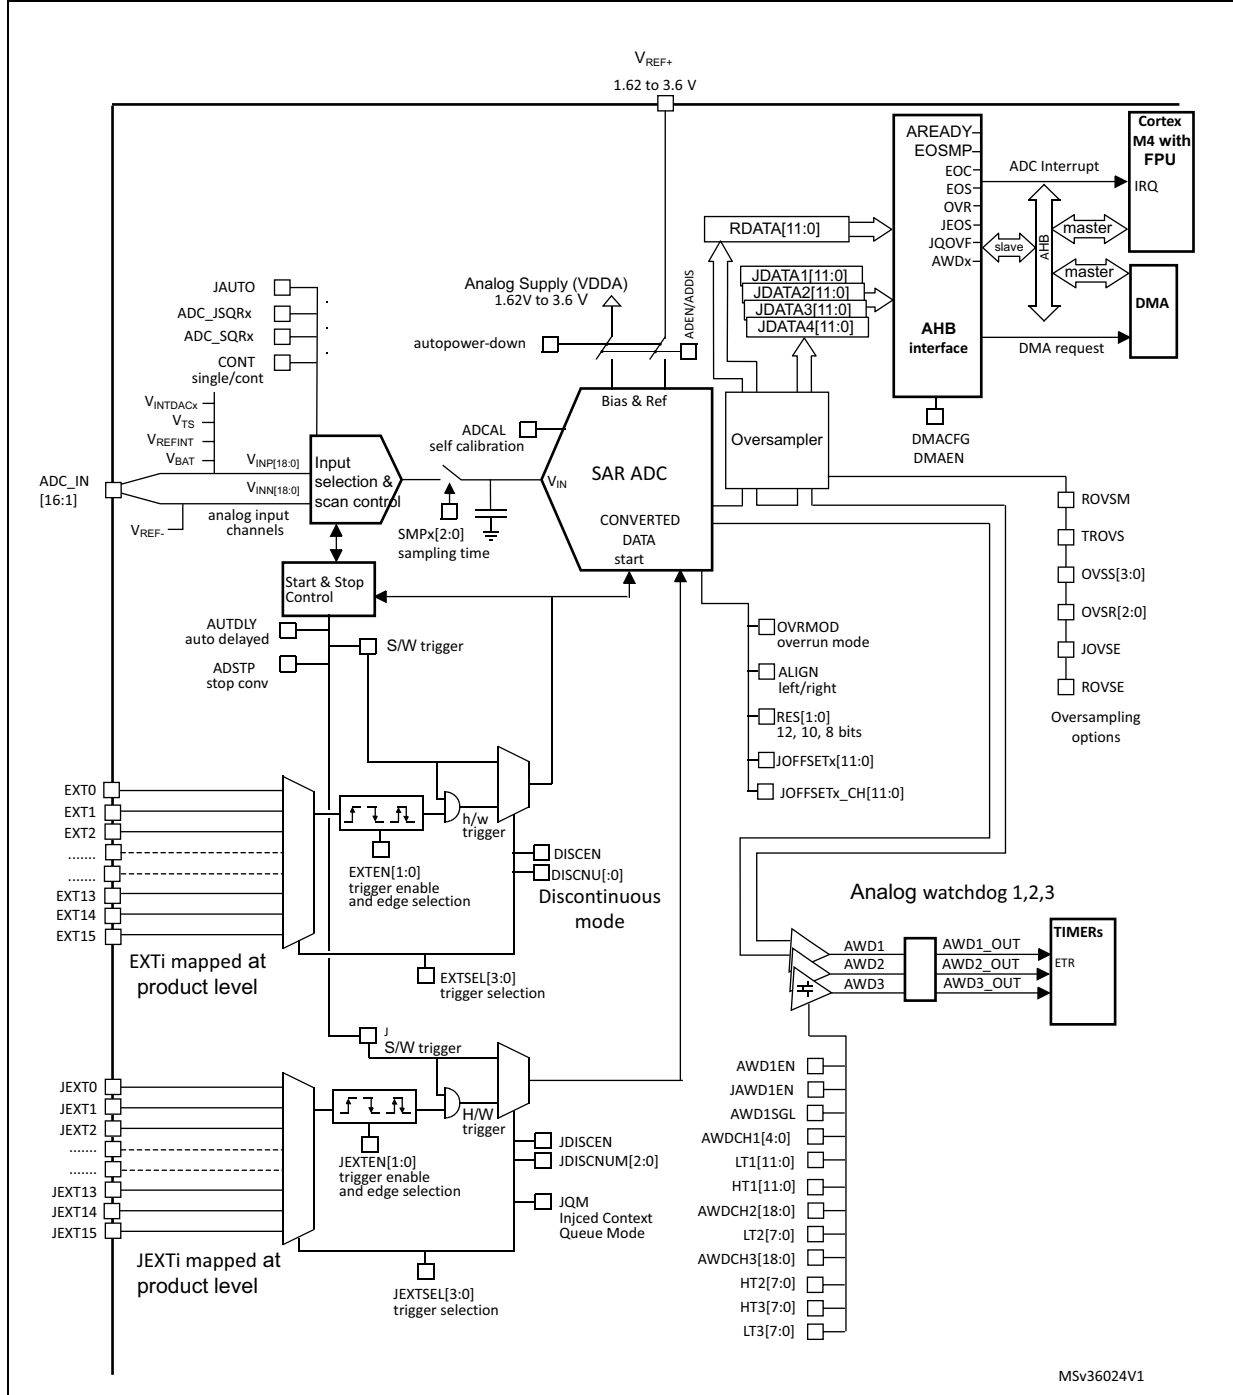 VREF+
1.62 to 3.6 V
AREADY
EOSMP
EOC
EOS
OVR
JEOS
JQOVF
AWDx
AHB
interface
ADC Interrupt
slave
AHB
master
master
DMA request
Cortex
M4 with
FPU
IRQ
DMA
DMACFG
DMAEN
RDATA[11:0]
JDATA1[11:0]
JDATA2[11:0]
JDATA3[11:0]
JDATA4[11:0]
Analog Supply (VDDA)
1.62V to 3.6 V
autopower-down
ADEN/ADDIS
JAUTO
ADC_JSQRx
ADC_SQRx
CONT
single/cont
VINTDACx
VTS
VREFINT
VBAT
ADC_IN
[16:1]
VINP[18:0]
VINN[18:0]
analog input
channels
VREF-
Input
selection &
scan control
ADCAL
self calibration
SMPx[2:0]
sampling time
Bias & Ref
SAR ADC
VIN
CONVERTED
DATA
start
Oversampler
ROVSM
TROVS
OVSS[3:0]
OVSR[2:0]
JOVSE
ROVSE
Oversampling
options
Start & Stop
Control
AUTDLY
auto delayed
ADSTP
stop conv
S/W trigger
OVRMOD
overrun mode
ALIGN
left/right
RES[1:0]
12, 10, 8 bits
JOFFSETx[11:0]
JOFFSETx_CH[11:0]
EXT0
EXT1
EXT2
.......
.......
EXT13
EXT14
EXT15
EXTi mapped at
product level
h/w
trigger
EXTEN[1:0]
trigger enable
and edge selection
DISCEN
DISCNU[:0]
Discontinuous
mode
EXTSEL[3:0]
trigger selection
Analog watchdog 1,2,3
AWD1
AWD2
AWD3
AWD1_OUT
AWD2_OUT
AWD3_OUT
TIMERs
ETR
J
S/W trigger
JEXT0
JEXT1
JEXT2
.......
.......
JEXT13
JEXT14
JEXT15
JEXTi mapped at
product level
H/W
trigger
JEXTEN[1:0]
trigger enable
and edge selection
JDISCEN
JDISCNUM[2:0]
JQM
Injced Context
Queue Mode
JEXTSEL[3:0]
trigger selection
AWD1EN
JAWD1EN
AWD1SGL
AWDCH1[4:0]
LT1[11:0]
HT1[11:0]
AWDCH2[18:0]
LT2[7:0]
AWDCH3[18:0]
HT2[7:0]
HT3[7:0]
LT3[7:0]
MSv36024V1